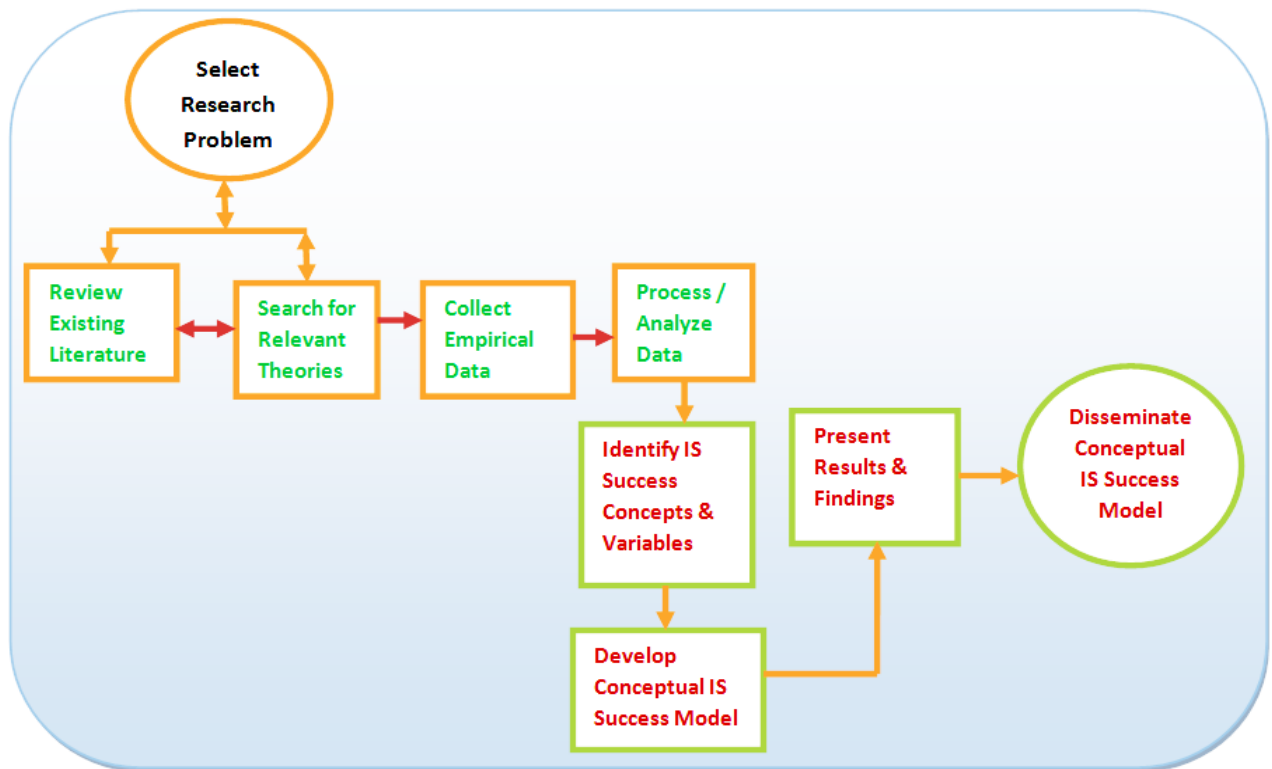 Select
Research
Problem
Review
Existing
Literature
Search for
Relevant
Theories
Collect
Empirical
Data
Process /
Analyze
Data
Identify IS
Success
Concepts &
Variables
Develop
Conceptual IS
Success Model
Present
Results &
Findings
Disseminate
Conceptual
IS Success
Model